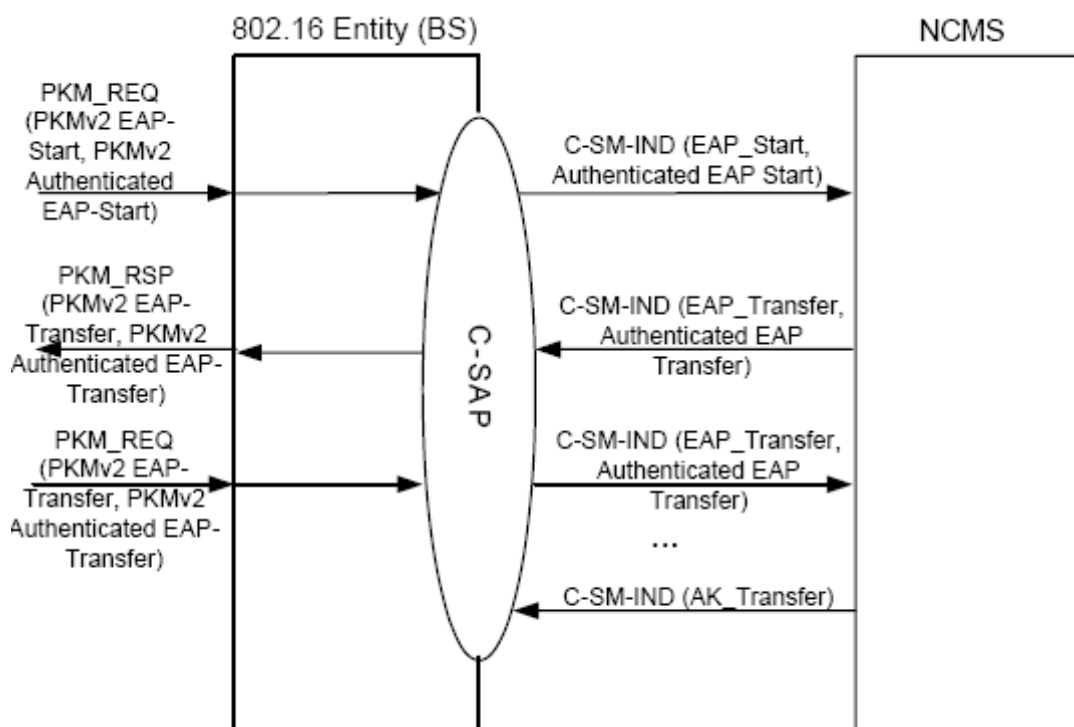 802.16 Entity (BS)
NCMS
PKM_REQ
(PKMv2 EAP-
Start, PKMv2
Authenticated
EAP-Start)
C-SM-IND (EAP_Start,
Authenticated EAP Start)
PKM_RSP
(PKMv2 EAP-
Transfer, PKMv2
Authenticated EAP-
Transfer)
C-SM-IND (EAP_Transfer,
Authenticated EAP
Transfer)
C-SAP
PKM_REQ
(PKMv2 EAP-
Transfer, PKMv2
Authenticated EAP-
Transfer)
C-SM-IND (EAP_Transfer,
Authenticated EAP
Transfer)
...
C-SM-IND (AK_Transfer)